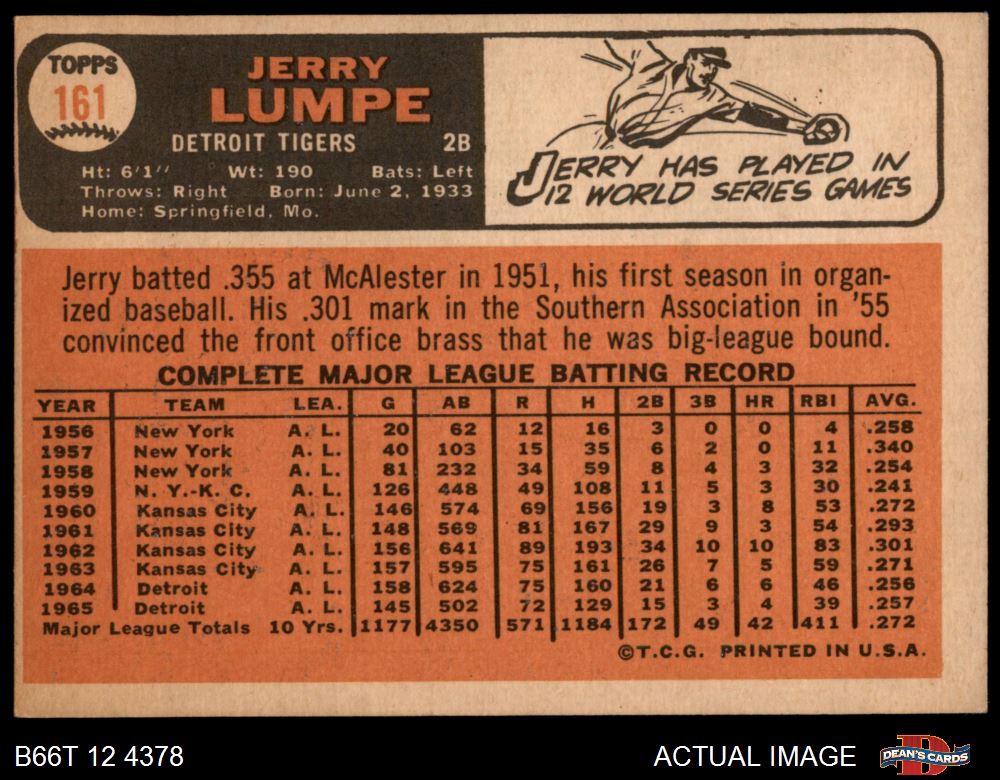 TOPPS
161
JERRY
LUMPE
DETROIT TIGERS 2B
Ht: 6'1" Wt: 190 Bats: Left
Throws: Right Born: June 2, 1933
Home: Springfield, Mo.
JERRY HAS PLAYED IN
12 WORLD SERIES GAMES
Jerry batted .355 at McAlester in 1951, his first season in organ-
ized baseball. His .301 mark in the Southern Association in '55
convinced the front office brass that he was big-league bound.
COMPLETE MAJOR LEAGUE BATTING RECORD
YEAR TEAM LEA. G AB R H 2B 3B HR RBI AVG.
1956 New York A. L. 20 62 12 16 3 0 0 4 .258
1957 New York A. L. 40 103 15 35 6 2 0 11 .340
1958 New York A. L. 81 232 34 59 8 4 3 32 .254
1959 N. Y.-K. C. A. L. 126 448 49 108 11 5 3 30 .241
1960 Kansas City A. L. 146 574 69 156 19 3 8 53 .272
1961 Kansas City A. L. 148 569 81 167 29 9 3 54 .293
1962 Kansas City A. L. 156 641 89 193 34 10 10 83 .301
1963 Kansas City A. L. 157 595 75 161 26 7 5 59 .271
1964 Detroit A. L. 158 624 75 160 21 6 6 46 .256
1965 Detroit A. L. 145 502 72 129 15 3 4 39 .257
Major League Totals 10 Yrs. 1177 4350 571 1184 172 49 42 411 .272
©T.C.G. PRINTED IN U.S.A.
B66T 12 4378 ACTUAL IMAGE DEAN'S CARDS